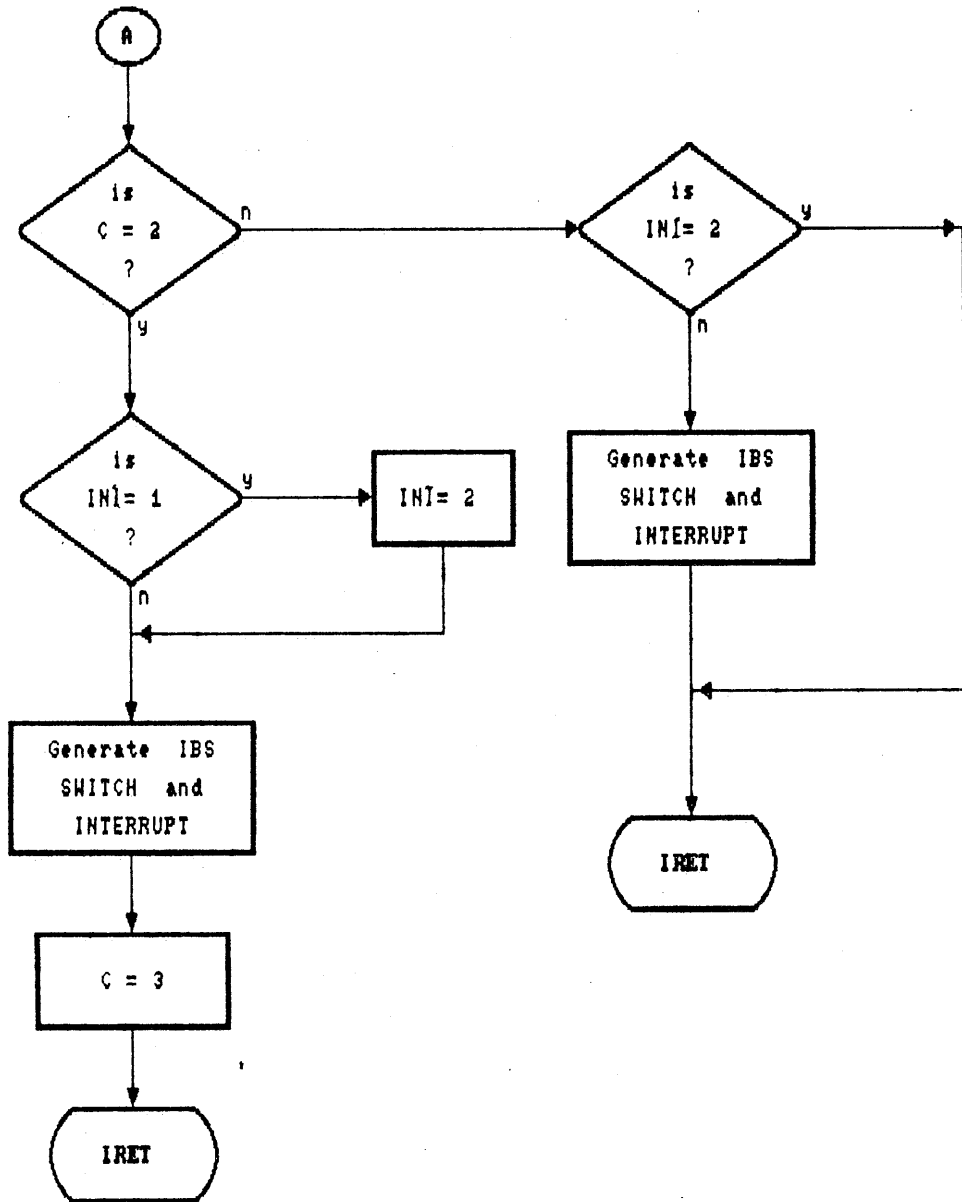 A
is
C = 2
?
n
y
is
INI= 2
?
y
n
is
INI= 1
?
y
n
INI= 2
Generate IBS
SWITCH and
INTERRUPT
Generate IBS
SWITCH and
INTERRUPT
C = 3
IRET
IRET